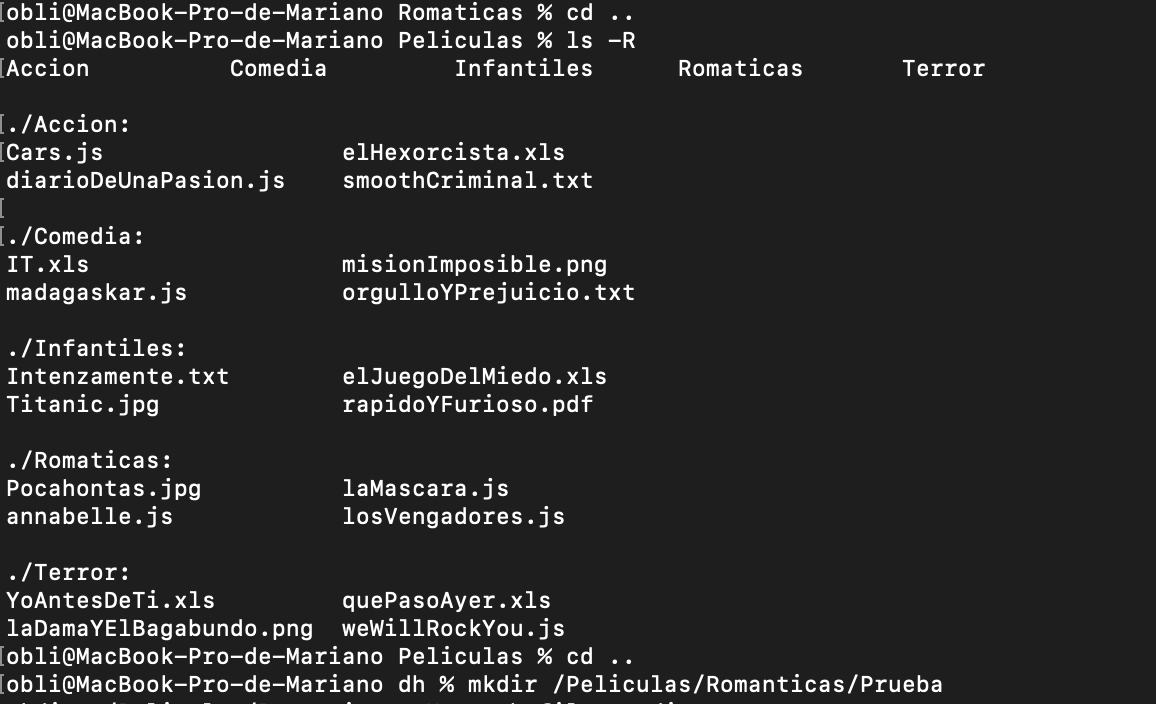 obli@MacBook-Pro-de-Mariano Romaticas % cd ..
obli@MacBook-Pro-de-Mariano Peliculas % ls -R
Accion Comedia Infantiles Romaticas Terror
./Accion:
Cars.js elHexorcista.xls
diarioDeUnaPasion.js smoothCriminal.txt
./Comedia:
IT.xls misionImposible.png
madagaskar.js orgulloYPrejuicio.txt
./Infantiles:
Intenzamente.txt elJuegoDelMiedo.xls
Titanic.jpg rapidoYFurioso.pdf
./Romaticas:
Pocahontas.jpg laMascara.js
annabelle.js losVengadores.js
./Terror:
YoAntesDeTi.xls quePasoAyer.xls
laDamaYElBagabundo.png weWillRockYou.js
obli@MacBook-Pro-de-Mariano Peliculas % cd ..
obli@MacBook-Pro-de-Mariano dh % mkdir /Peliculas/Romanticas/Prueba